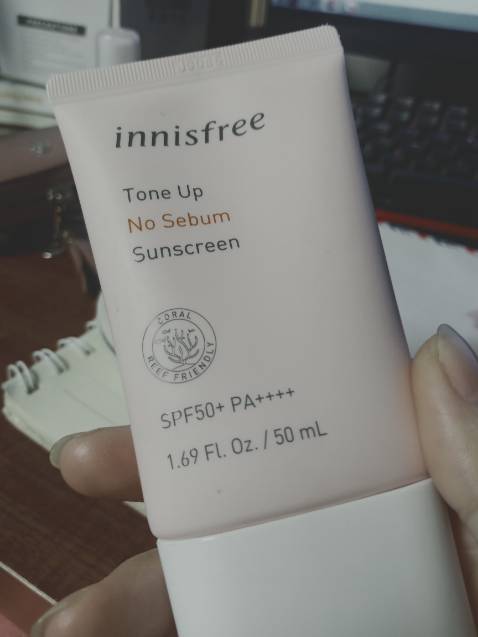 innisfree
Tone Up
No Sebum
Sunscreen
CORAL
REEF FRIENDLY
SPF50+ PA++++
1.69 Fl. Oz. / 50 mL